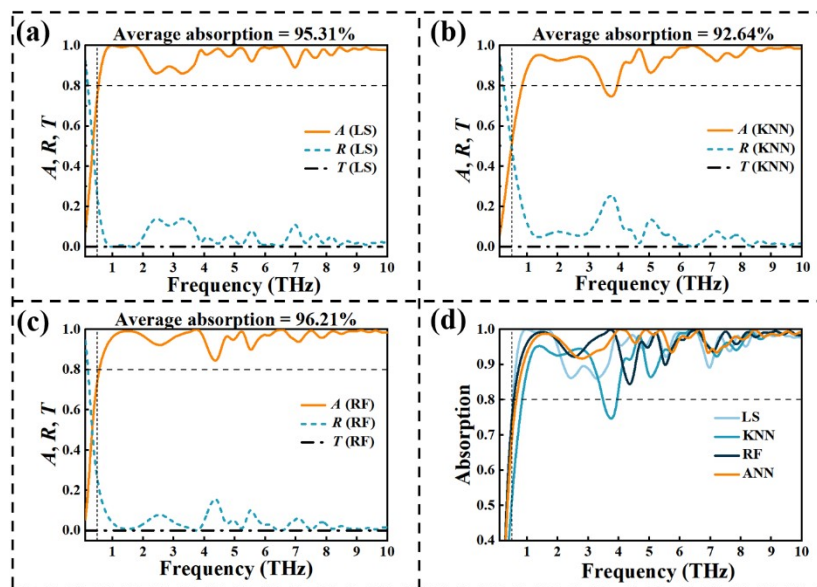 (a)
Average absorption = 95.31%
A, R, T
1.0
0.8
0.6
0.4
0.2
0.0
A (LS)
R (LS)
T (LS)
1 2 3 4 5 6 7 8 9 10
Frequency (THz)
(b)
Average absorption = 92.64%
A, R, T
1.0
0.8
0.6
0.4
0.2
0.0
A (KNN)
R (KNN)
T (KNN)
1 2 3 4 5 6 7 8 9 10
Frequency (THz)
(c)
Average absorption = 96.21%
A, R, T
1.0
0.8
0.6
0.4
0.2
0.0
A (RF)
R (RF)
T (RF)
1 2 3 4 5 6 7 8 9 10
Frequency (THz)
(d)
Absorption
1.0
0.9
0.8
0.7
0.6
0.5
0.4
LS
KNN
RF
ANN
1 2 3 4 5 6 7 8 9 10
Frequency (THz)